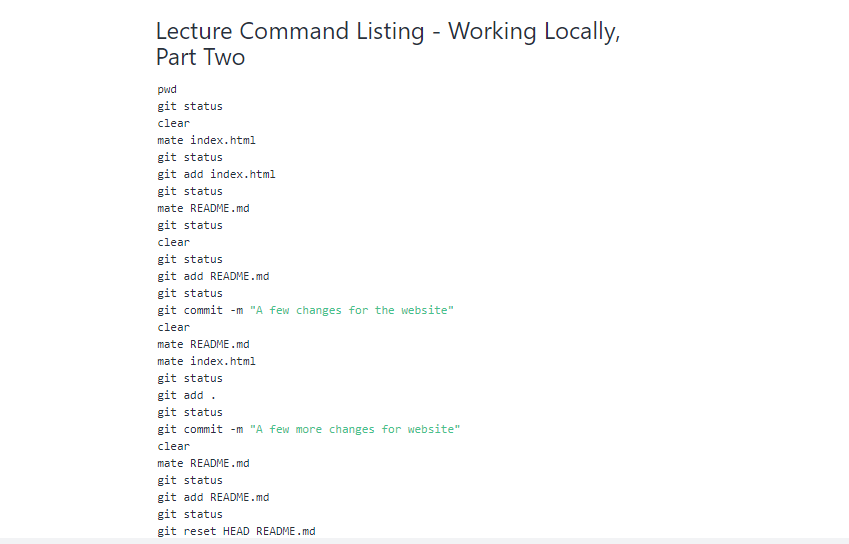 Lecture Command Listing - Working Locally,
Part Two
pwd
git status
clear
mate index.html
git status
git add index.html
git status
mate README.md
git status
clear
git status
git add README.md
git status
git commit -m "A few changes for the website"
clear
mate README.md
mate index.html
git status
git add .
git status
git commit -m "A few more changes for website"
clear
mate README.md
git status
git add README.md
git status
git reset HEAD README.md